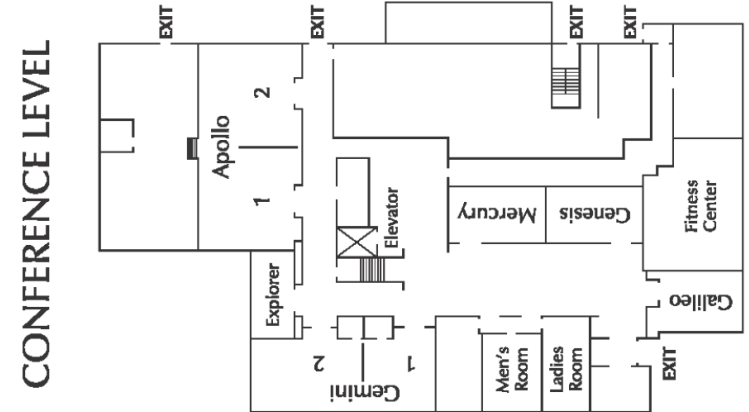 CONFERENCE LEVEL
EXIT
EXIT
EXIT
EXIT
Apollo
1
2
Elevator
Explorer
Mercury
Genesis
Fitness
Center
Galileo
Gemini
2
1
Men's
Room
Ladies
Room
EXIT